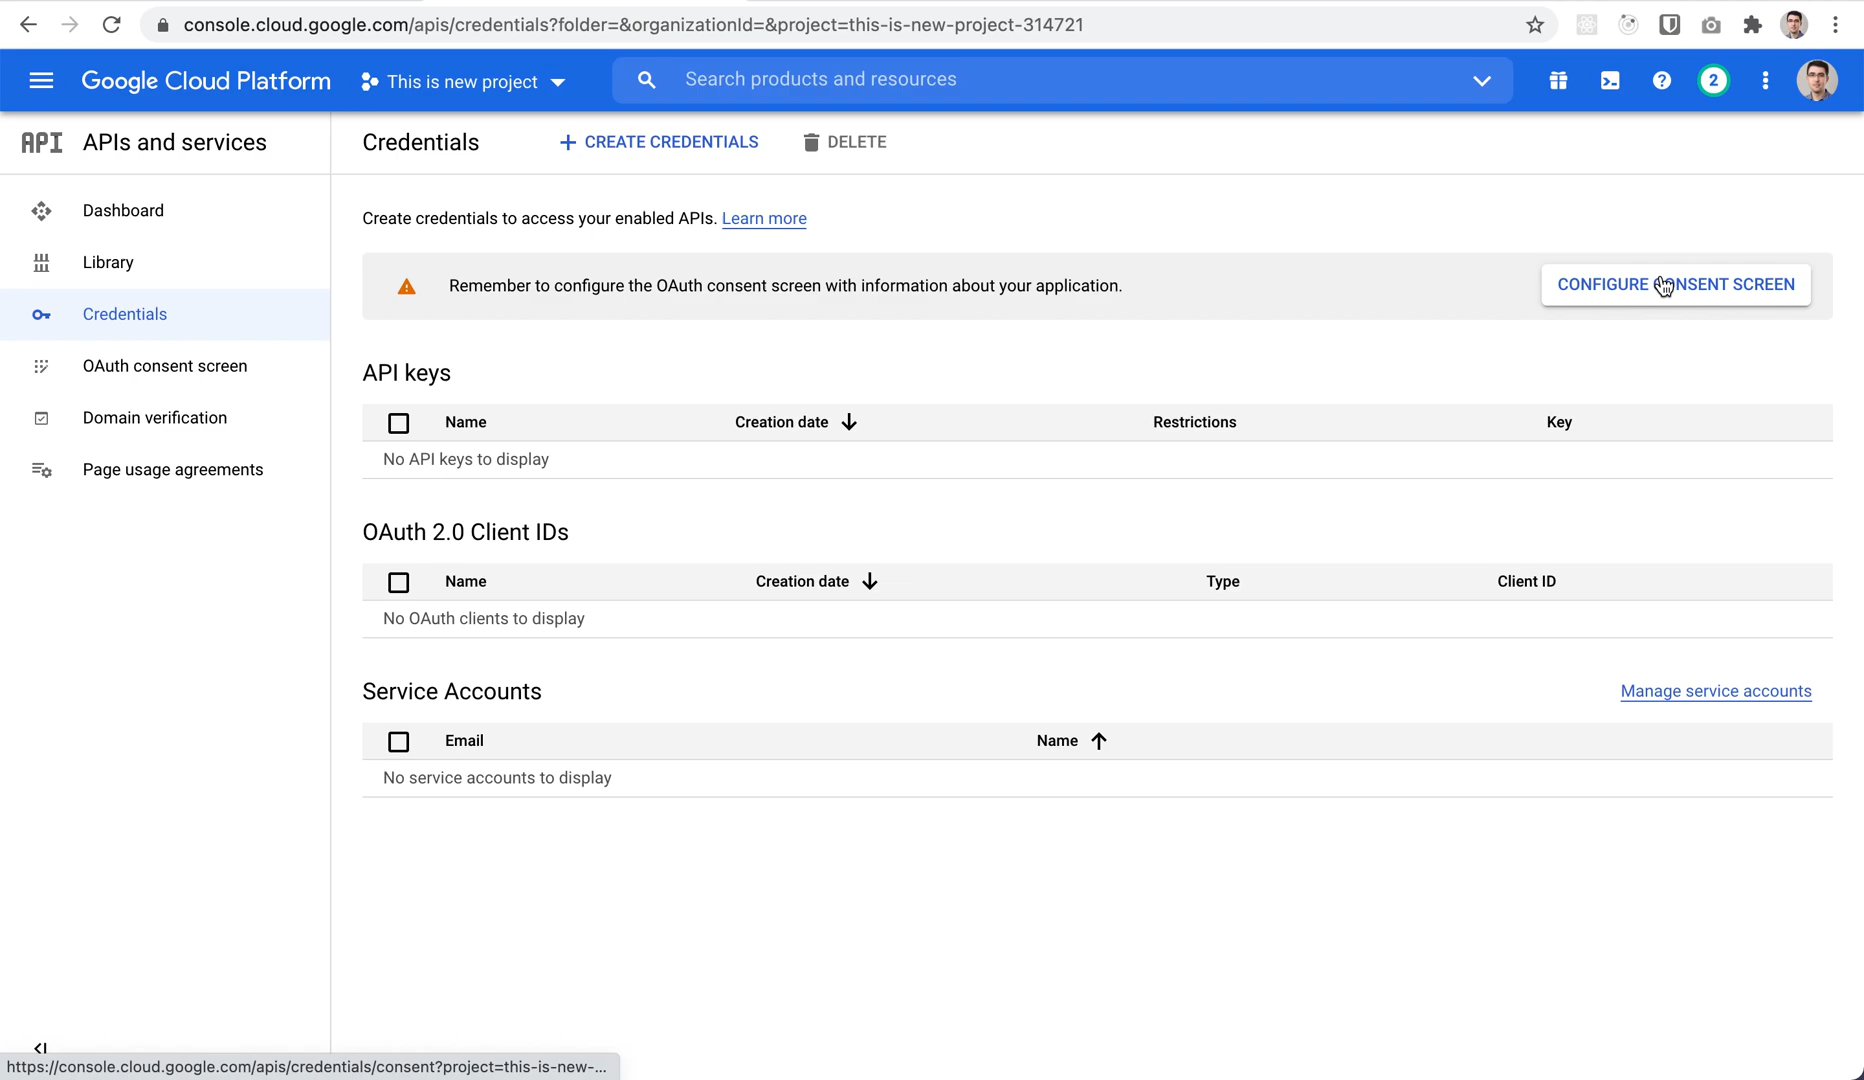 console.cloud.google.com/apis/credentials?folder=&organizationId=&project=this-is-new-project-314721
Google Cloud Platform
This is new project
Search products and resources
2
API
APIs and services
Credentials
CREATE CREDENTIALS
DELETE
Dashboard
Library
Credentials
OAuth consent screen
Domain verification
Page usage agreements
Create credentials to access your enabled APIs. Learn more
Remember to configure the OAuth consent screen with information about your application.
CONFIGURE CONSENT SCREEN
API keys
Name Creation date Restrictions Key
No API keys to display
OAuth 2.0 Client IDs
Name Creation date Type Client ID
No OAuth clients to display
Service Accounts
Manage service accounts
Email Name
No service accounts to display
https://console.cloud.google.com/apis/credentials/consent?project=this-is-new-...